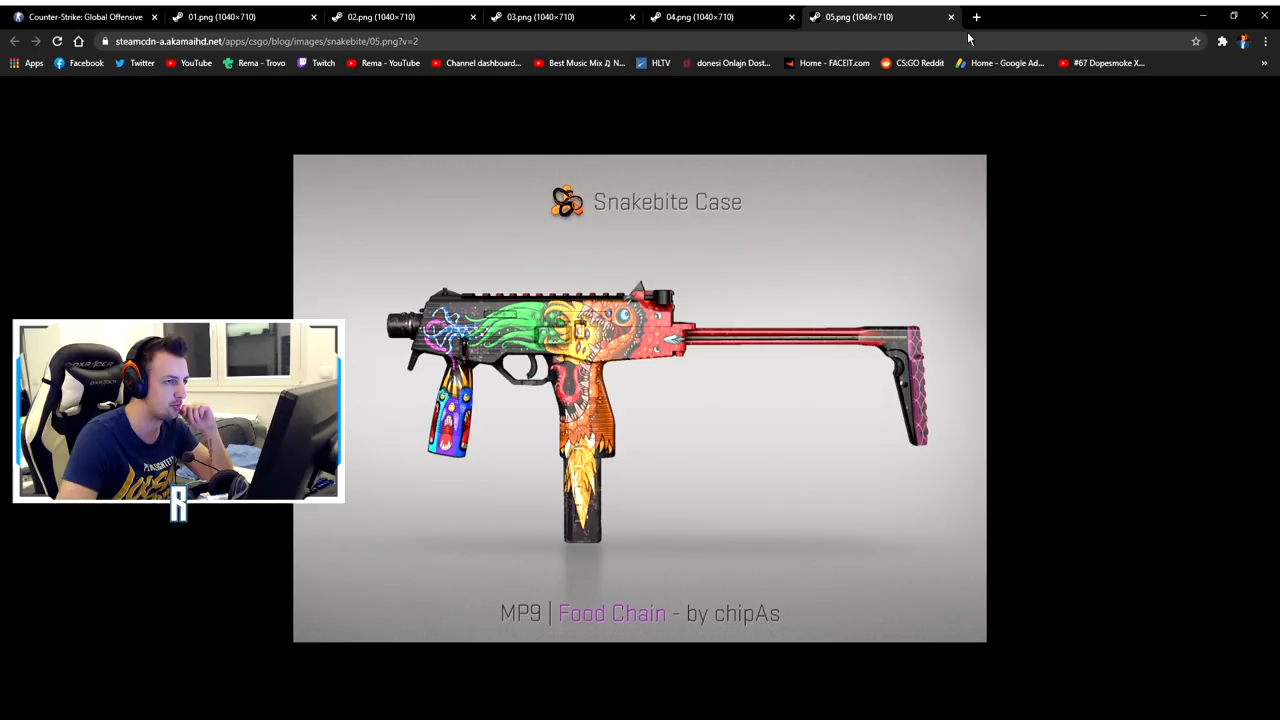 Counter-Strike: Global Offensive
01.png (1040×710)
02.png (1040×710)
03.png (1040×710)
04.png (1040×710)
05.png (1040×710)
steamcdn-a.akamaihd.net/apps/csgo/blog/images/snakebite/05.png?v=2
Apps
Facebook
Twitter
YouTube
Rema - Trovo
Twitch
Rema - YouTube
Channel dashboard...
Best Music Mix ♫ N...
HLTV
donesi Onlajn Dost...
Home - FACEIT.com
CS:GO Reddit
Home - Google Ad...
#67 Dopesmoke X...
Snakebite Case
DXRACER
R
MP9 | Food Chain - by chipAs